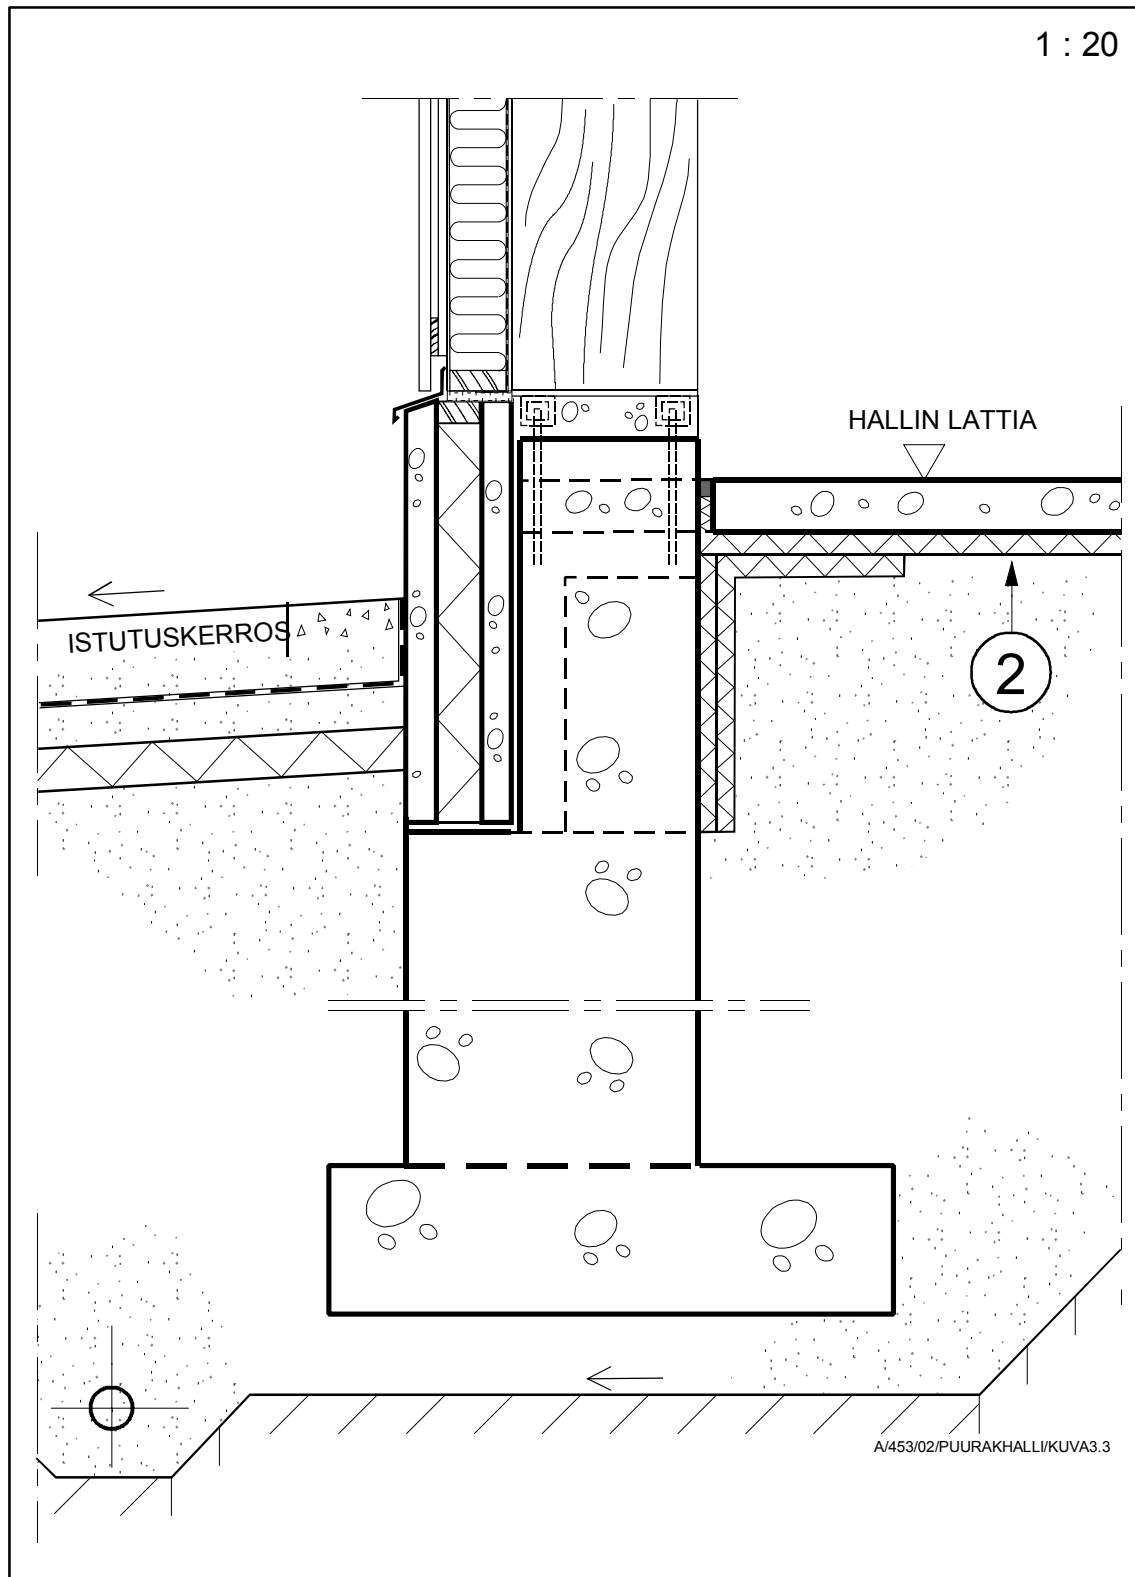 1 : 20
HALLIN LATTIA
ISTUTUSKERROS
2
A/453/02/PUURAKHALLI/KUVA3.3